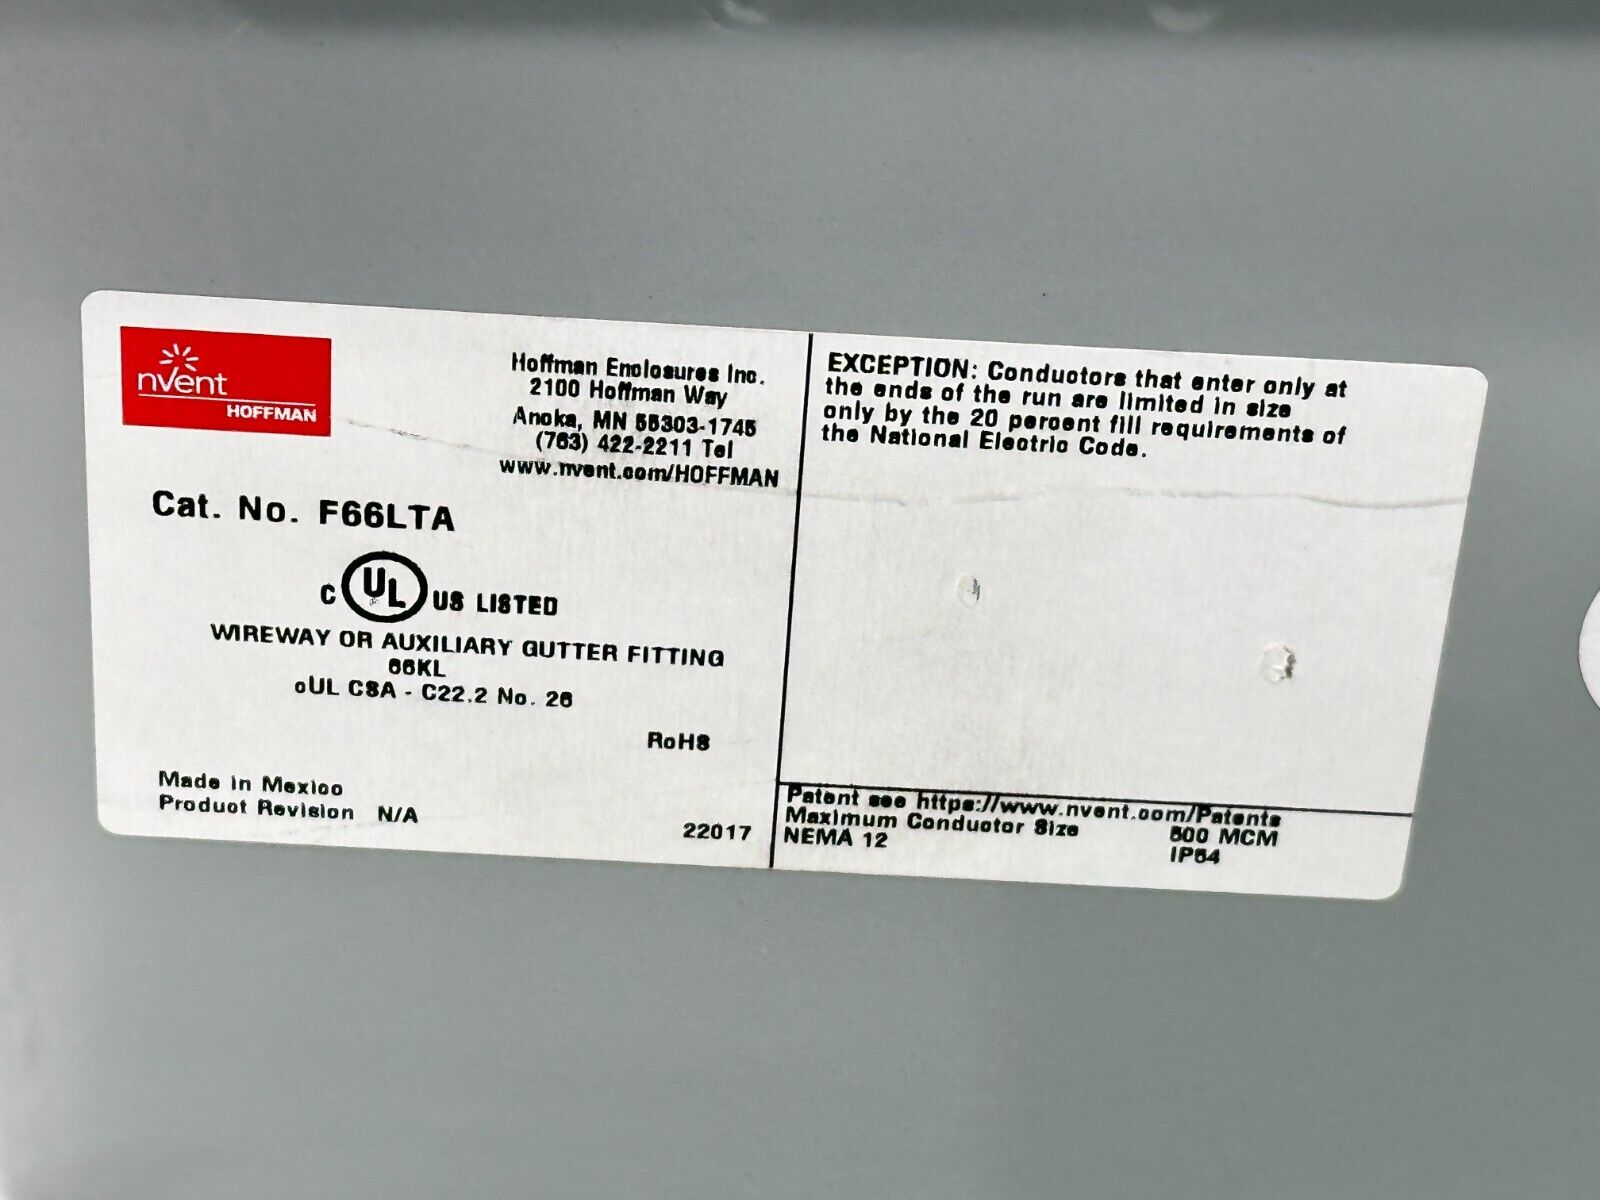 nVent
HOFFMAN
Hoffman Enclosures Inc.
2100 Hoffman Way
Anoka, MN 55303-1745
(763) 422-2211 Tel
www.nvent.com/HOFFMAN
Cat. No. F66LTA
C UL US LISTED
WIREWAY OR AUXILIARY GUTTER FITTING
66KL
cUL CSA - C22.2 No. 26
RoHS
Made in Mexico
Product Revision N/A
22017
EXCEPTION: Conductors that enter only at
the ends of the run are limited in size
only by the 20 percent fill requirements of
the National Electric Code.
Patent see https://www.nvent.com/Patents
Maximum Conductor Size 500 MCM
NEMA 12 IP54